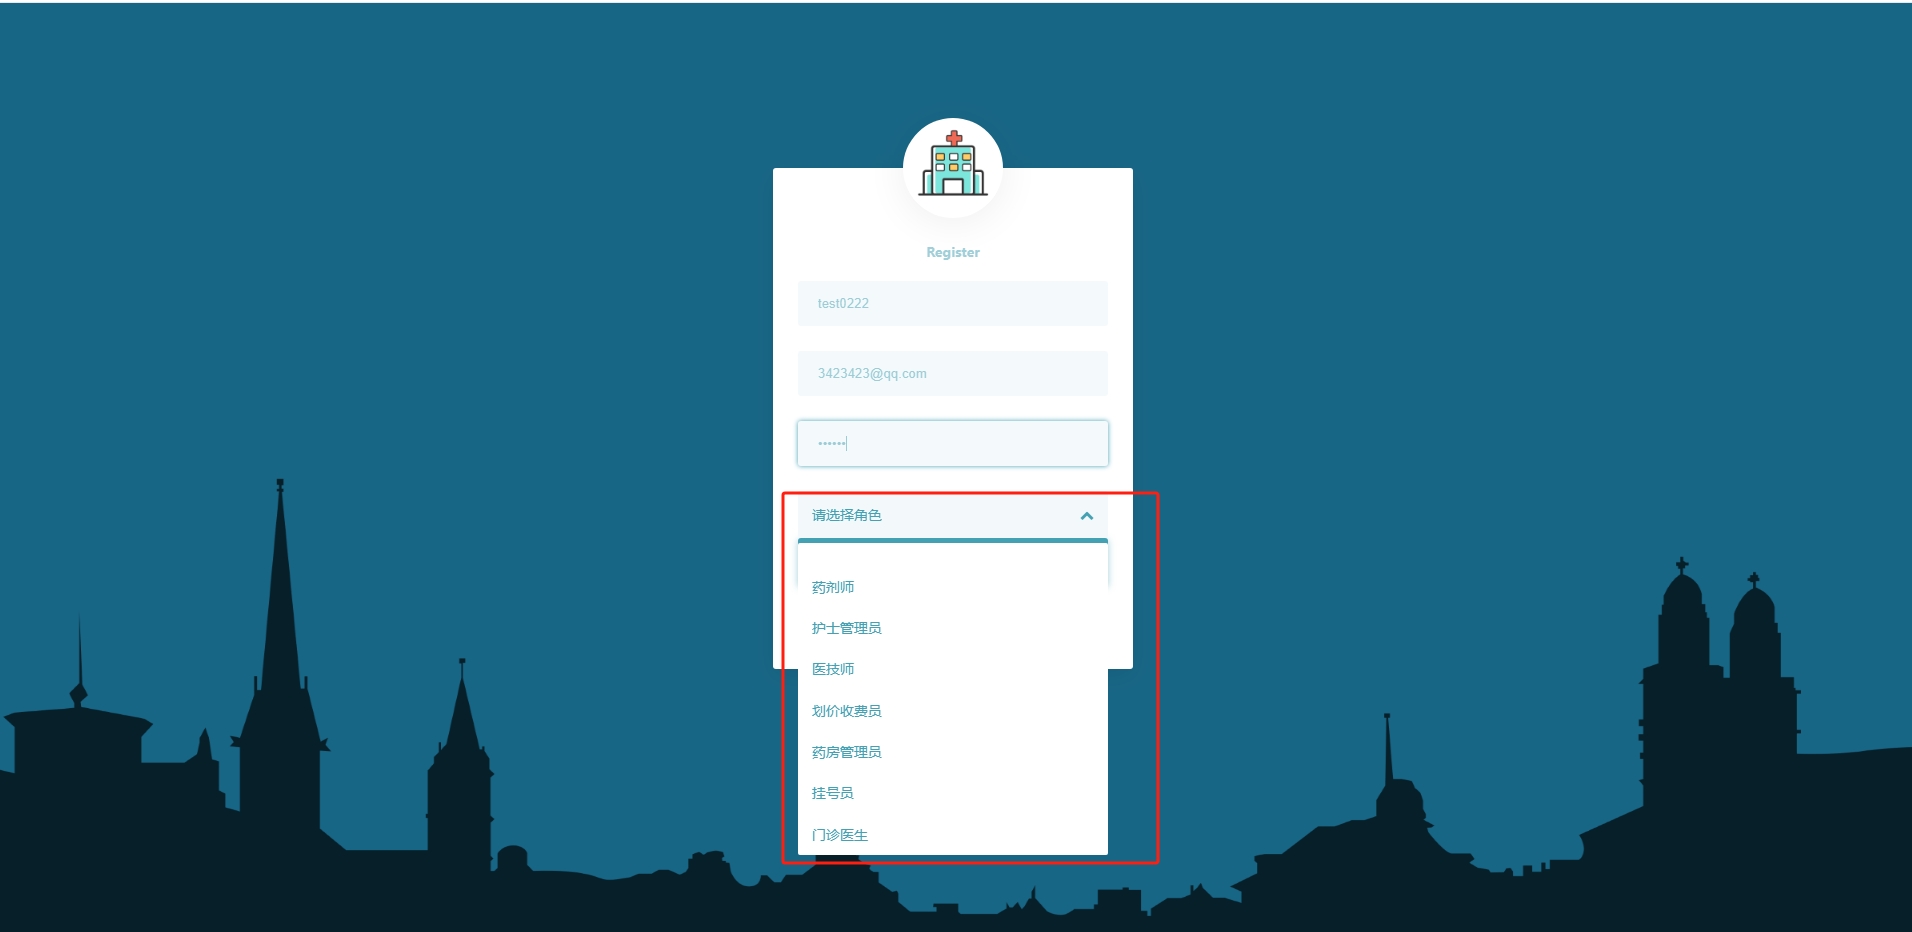 Register
test0222
3423423@qq.com
••••••
请选择角色
药剂师
护士管理员
医技师
划价收费员
药房管理员
挂号员
门诊医生